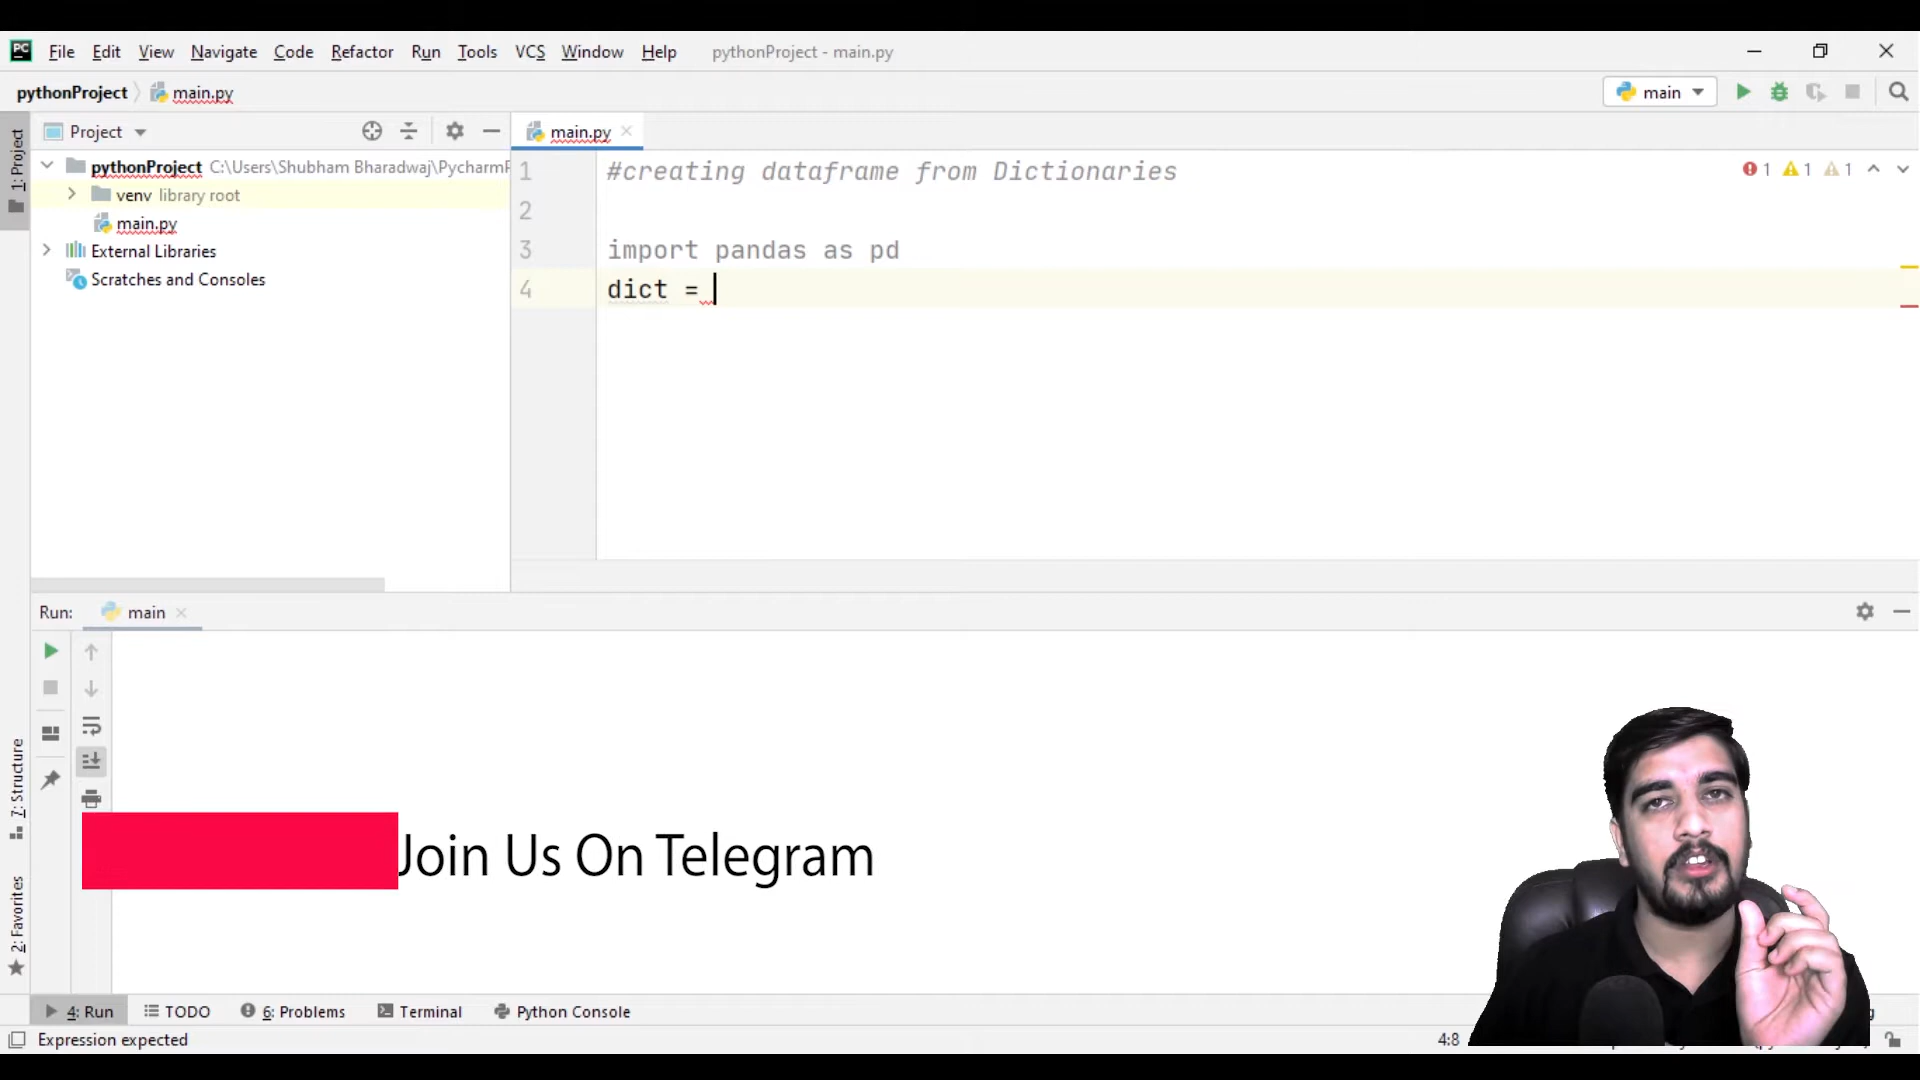 PC File Edit View Navigate Code Refactor Run Tools VCS Window Help pythonProject - main.py
pythonProject main.py main
1: Project
Project
main.py
pythonProject C:\Users\Shubham Bharadwaj\PycharmP
venv library root
main.py
External Libraries
Scratches and Consoles
1 #creating dataframe from Dictionaries
2
3 import pandas as pd
4 dict =
1 1 1
Run: main
7: Structure
2: Favorites
Join Us On Telegram
4: Run TODO 6: Problems Terminal Python Console
Expected expression